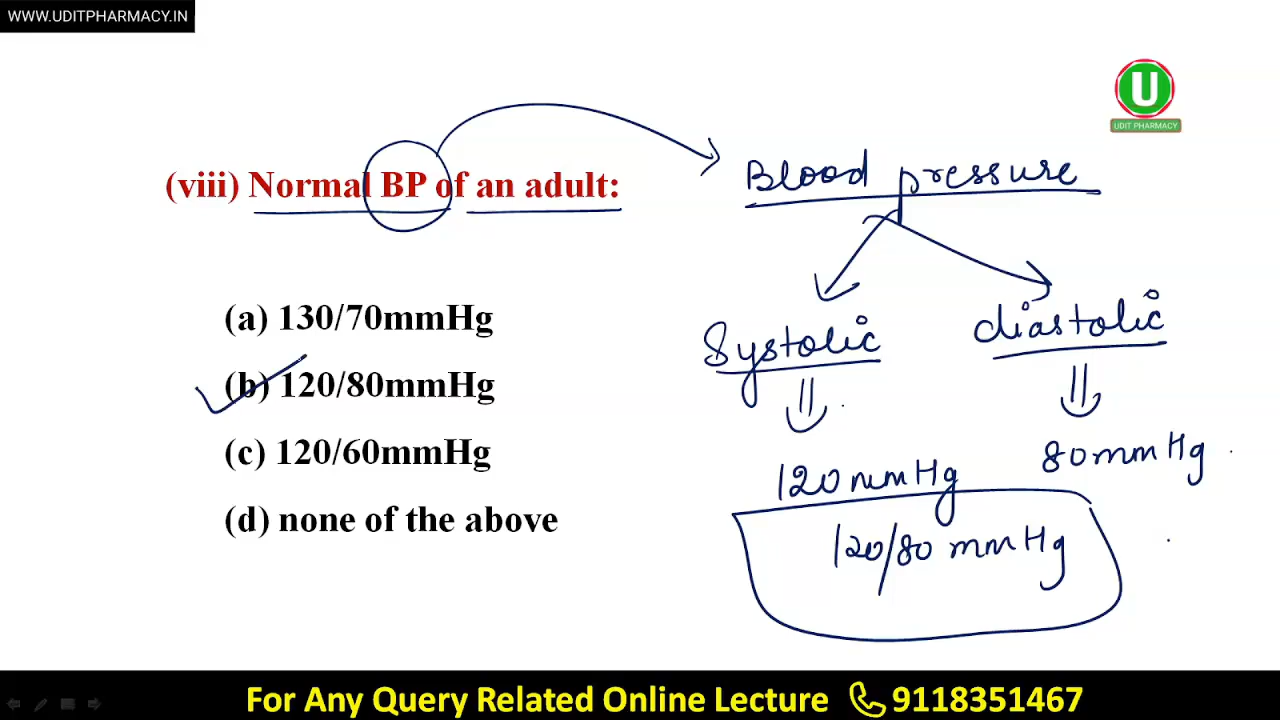 WWW.UDITPHARMACY.IN
U
UDIT PHARMACY
(viii) Normal BP of an adult:
Blood pressure
(a) 130/70mmHg
(b) 120/80mmHg
(c) 120/60mmHg
(d) none of the above
Systolic
diastolic
120 mmHg
80mmHg
120/80 mmHg
For Any Query Related Online Lecture 9118351467